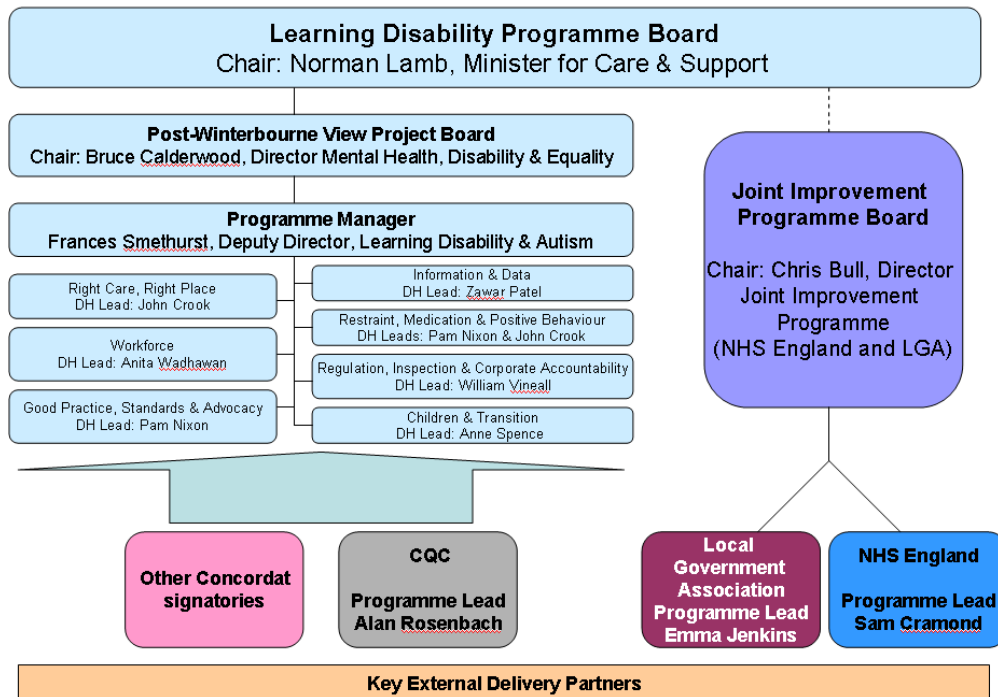 Learning Disability Programme Board
Chair: Norman Lamb, Minister for Care & Support
Post-Winterbourne View Project Board
Chair: Bruce Calderwood, Director Mental Health, Disability & Equality
Programme Manager
Frances Smethurst, Deputy Director, Learning Disability & Autism
Right Care, Right Place
DH Lead: John Crook
Workforce
DH Lead: Anita Wadhawan
Good Practice, Standards & Advocacy
DH Lead: Pam Nixon
Information & Data
DH Lead: Zawar Patel
Restraint, Medication & Positive Behaviour
DH Leads: Pam Nixon & John Crook
Regulation, Inspection & Corporate Accountability
DH Lead: William Vineall
Children & Transition
DH Lead: Anne Spence
Joint Improvement
Programme Board
Chair: Chris Bull, Director
Joint Improvement
Programme
(NHS England and LGA)
Other Concordat
signatories
CQC
Programme Lead
Alan Rosenbach
Local
Government
Association
Programme Lead
Emma Jenkins
NHS England
Programme Lead
Sam Cramond
Key External Delivery Partners